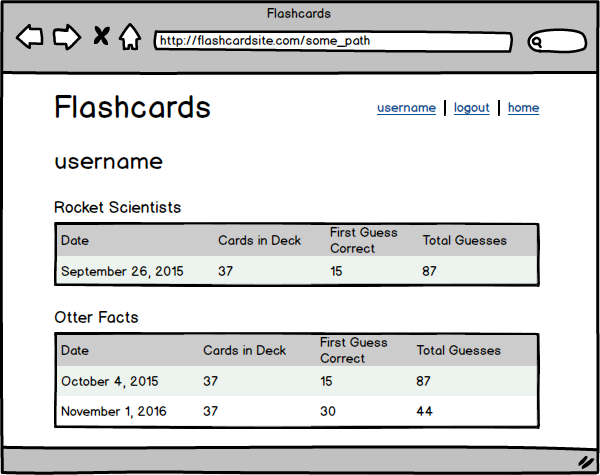 Flashcards
http://flashcardsite.com/some_path
Flashcards
username | logout | home
username
Rocket Scientists
Date Cards in Deck First Guess Correct Total Guesses
September 26, 2015 37 15 87
Otter Facts
Date Cards in Deck First Guess Correct Total Guesses
October 4, 2015 37 15 87
November 1, 2016 37 30 44